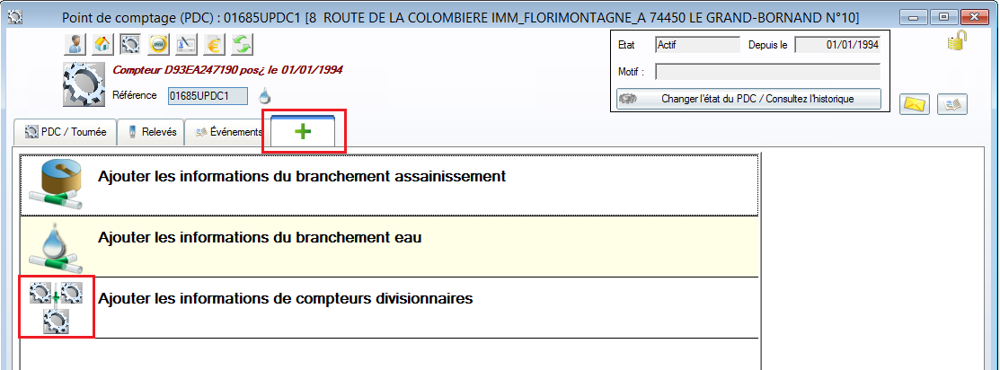 Point de comptage (PDC) : 01685UPDC1 [8  ROUTE DE LA COLOMBIERE IMM_FLORIMONTAGNE_A 74450 LE GRAND-BORNAND N°10]
Etat Actif Depuis le 01/01/1994
Compteur D93EA247190 pos¿ le 01/01/1994
Motif :
Référence 01685UPDC1
Changer l'état du PDC / Consultez l'historique
PDC / Tournée Relevés Événements
Ajouter les informations du branchement assainissement
Ajouter les informations du branchement eau
Ajouter les informations de compteurs divisionnaires